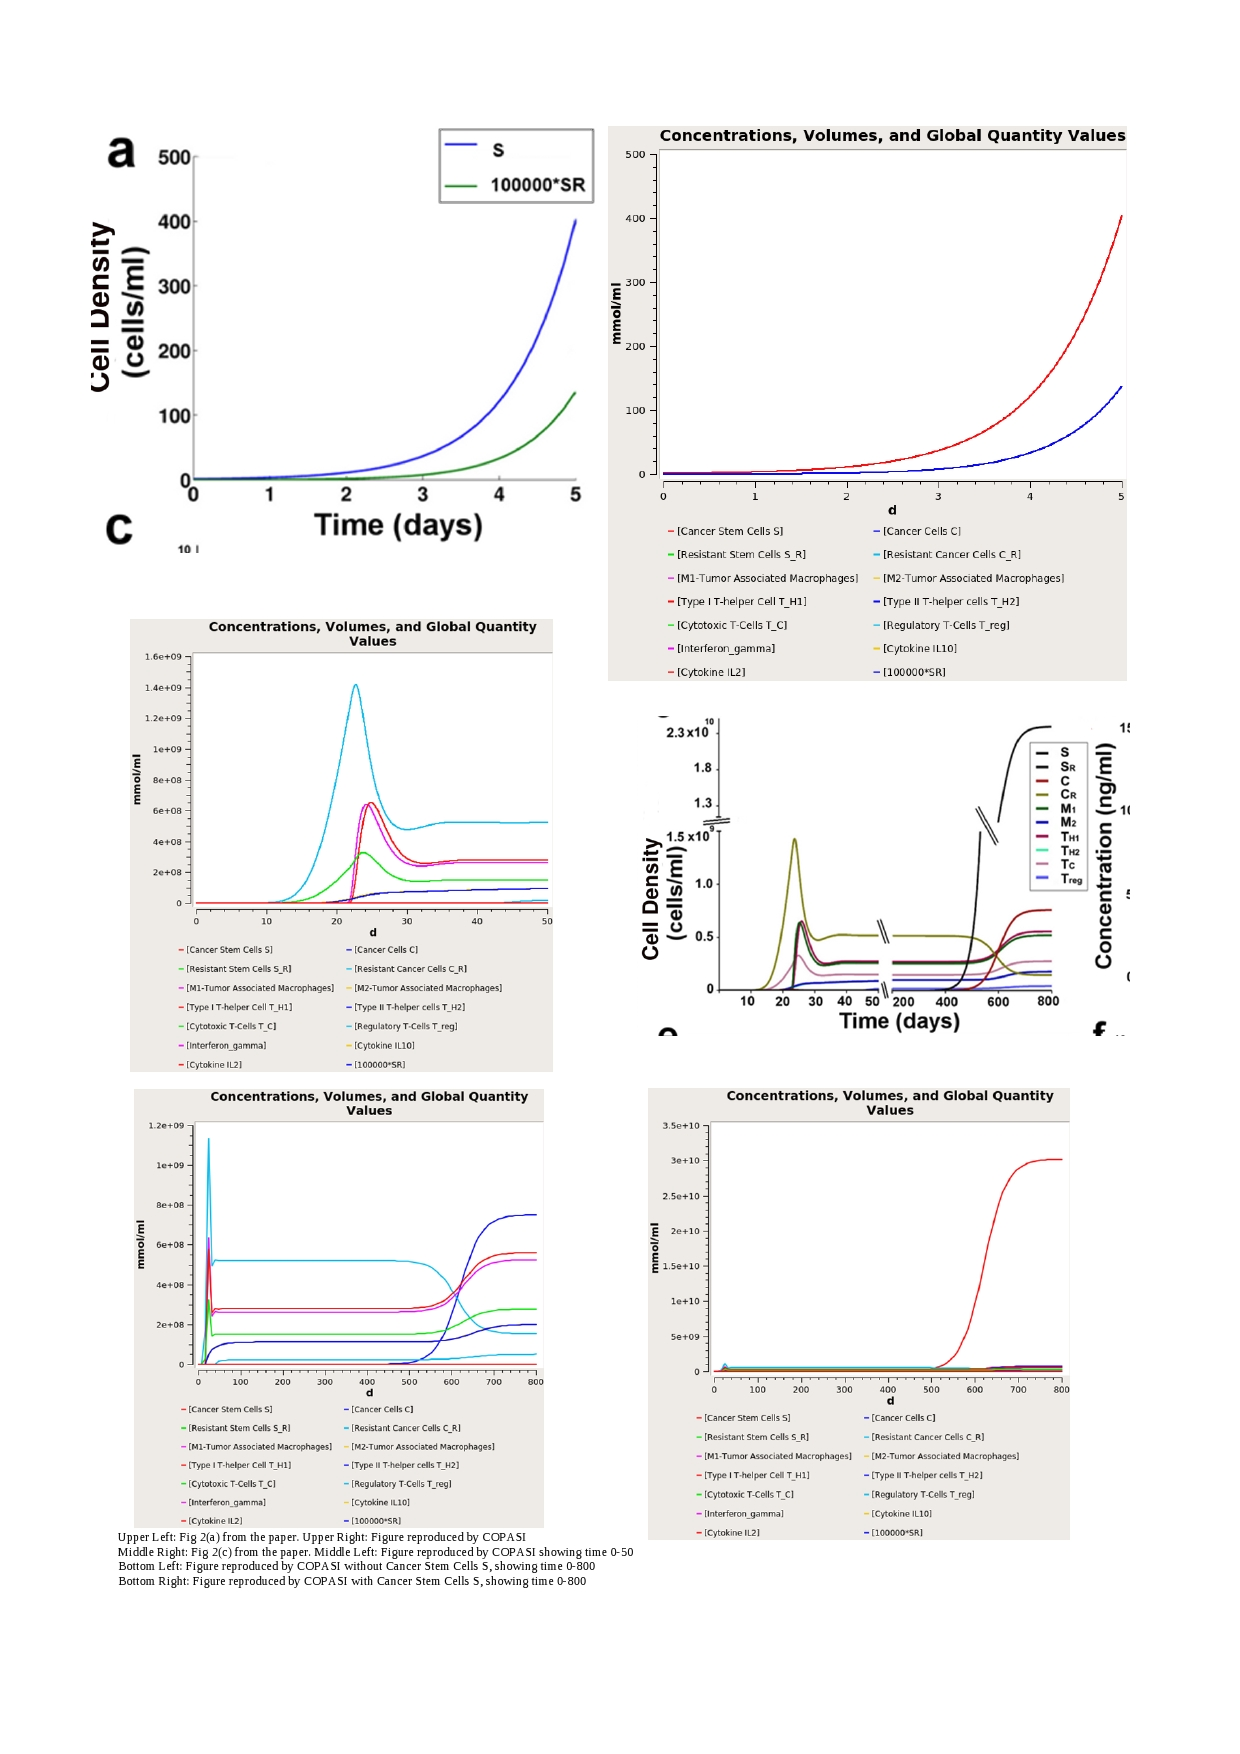 a
S
100000*SR
500
400
300
200
100
0
0 1 2 3 4 5
Cell Density
(cells/ml)
Time (days)
c
10
Concentrations, Volumes, and Global Quantity Values
500
400
300
200
100
0
mmol/ml
0 1 2 3 4 5
d
[Cancer Stem Cells S] [Cancer Cells C]
[Resistant Stem Cells S_R] [Resistant Cancer Cells C_R]
[M1-Tumor Associated Macrophages] [M2-Tumor Associated Macrophages]
[Type I T-helper Cell T_H1] [Type II T-helper cells T_H2]
[Cytotoxic T-Cells T_C] [Regulatory T-Cells T_reg]
[Interferon_gamma] [Cytokine IL10]
[Cytokine IL2] [100000*SR]
Concentrations, Volumes, and Global Quantity
Values
1.6e+09
1.4e+09
1.2e+09
1e+09
8e+08
6e+08
4e+08
2e+08
0
mmol/ml
0 10 20 30 40 50
d
[Cancer Stem Cells S] [Cancer Cells C]
[Resistant Stem Cells S_R] [Resistant Cancer Cells C_R]
[M1-Tumor Associated Macrophages] [M2-Tumor Associated Macrophages]
[Type I T-helper Cell T_H1] [Type II T-helper cells T_H2]
[Cytotoxic T-Cells T_C] [Regulatory T-Cells T_reg]
[Interferon_gamma] [Cytokine IL10]
[Cytokine IL2] [100000*SR]
2.3 x10 10
1.8
1.3
1.5 x10 9
1.0
0.5
0
Cell Density
(cells/ml)
10 20 30 40 50 200 400 600 800
Time (days)
S
SR
C
CR
M1
M2
TH1
TH2
TC
Treg
Concentration (ng/ml)
Concentrations, Volumes, and Global Quantity
Values
1.2e+09
1e+09
8e+08
6e+08
4e+08
2e+08
0
mmol/ml
0 100 200 300 400 500 600 700 800
d
[Cancer Stem Cells S] [Cancer Cells C]
[Resistant Stem Cells S_R] [Resistant Cancer Cells C_R]
[M1-Tumor Associated Macrophages] [M2-Tumor Associated Macrophages]
[Type I T-helper Cell T_H1] [Type II T-helper cells T_H2]
[Cytotoxic T-Cells T_C] [Regulatory T-Cells T_reg]
[Interferon_gamma] [Cytokine IL10]
[Cytokine IL2] [100000*SR]
Concentrations, Volumes, and Global Quantity
Values
3.5e+10
3e+10
2.5e+10
2e+10
1.5e+10
1e+10
5e+09
0
mmol/ml
0 100 200 300 400 500 600 700 800
d
[Cancer Stem Cells S] [Cancer Cells C]
[Resistant Stem Cells S_R] [Resistant Cancer Cells C_R]
[M1-Tumor Associated Macrophages] [M2-Tumor Associated Macrophages]
[Type I T-helper Cell T_H1] [Type II T-helper cells T_H2]
[Cytotoxic T-Cells T_C] [Regulatory T-Cells T_reg]
[Interferon_gamma] [Cytokine IL10]
[Cytokine IL2] [100000*SR]
Upper Left: Fig 2(a) from the paper. Upper Right: Figure reproduced by COPASI
Middle Right: Fig 2(c) from the paper. Middle Left: Figure reproduced by COPASI showing time 0-50
Bottom Left: Figure reproduced by COPASI without Cancer Stem Cells S, showing time 0-800
Bottom Right: Figure reproduced by COPASI with Cancer Stem Cells S, showing time 0-800